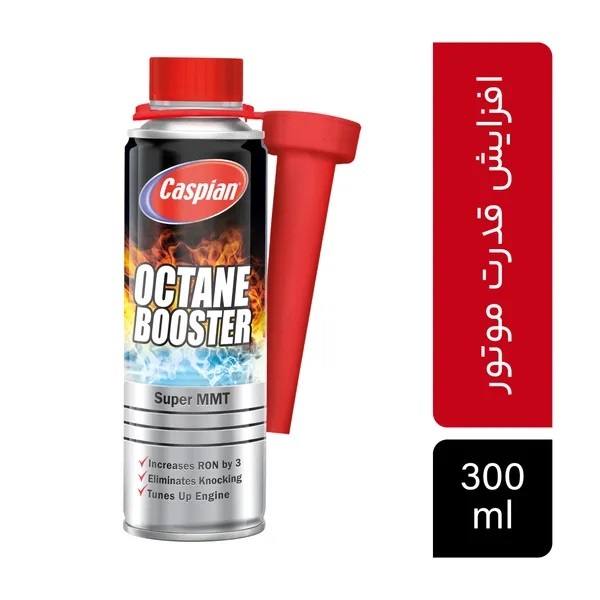 Caspian
OCTANE
BOOSTER
Super MMT
Increases RON by 3
Eliminates Knocking
Tunes Up Engine
افزایش قدرت موتور
300
ml